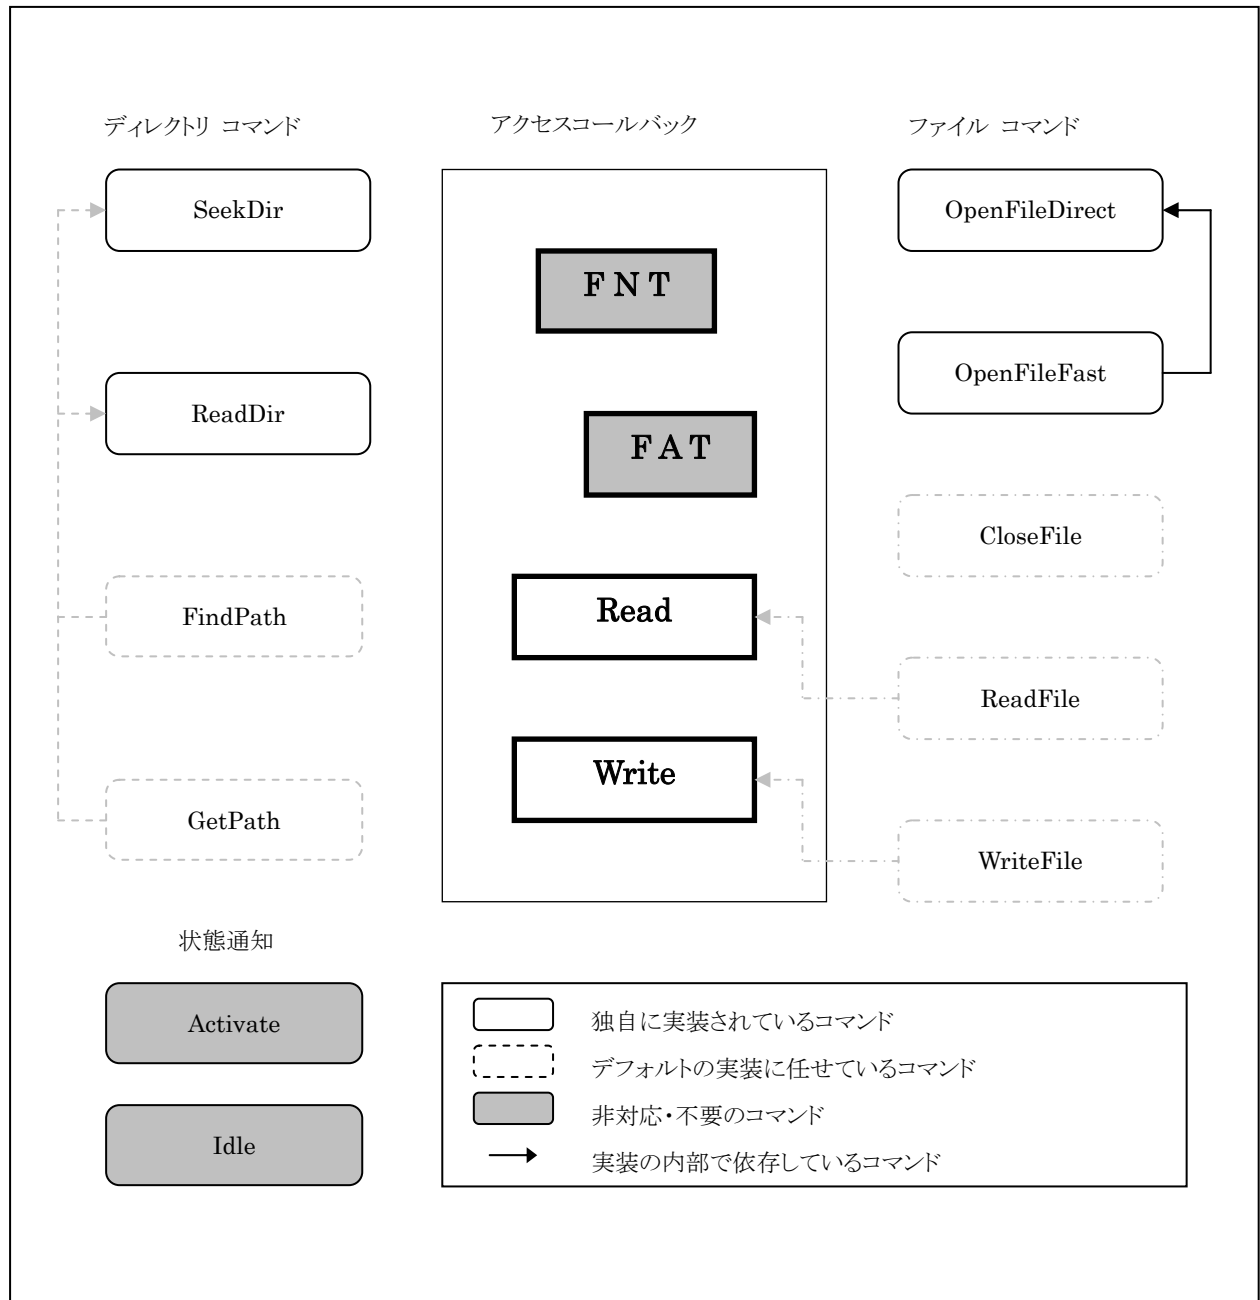 ディレクトリ コマンド
アクセスコールバック
ファイル コマンド
SeekDir
OpenFileDirect
FNT
OpenFileFast
ReadDir
FAT
CloseFile
FindPath
Read
ReadFile
Write
GetPath
WriteFile
状態通知
Activate
Idle
独自に実装されているコマンド
デフォルトの実装に任せているコマンド
非対応・不要のコマンド
実装の内部で依存しているコマンド